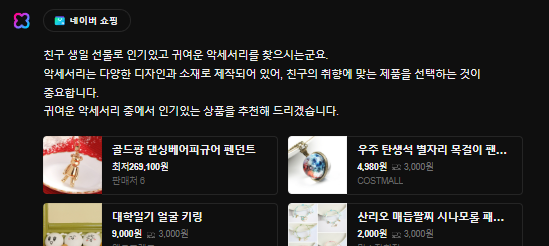 네이버 쇼핑
친구 생일 선물로 인기있고 귀여운 악세서리를 찾으시는군요.
악세서리는 다양한 디자인과 소재로 제작되어 있어, 친구의 취향에 맞는 제품을 선택하는 것이
중요합니다.
귀여운 악세서리 중에서 인기있는 상품을 추천해 드리겠습니다.
골드팡 댄싱베어피규어 펜던트
최저269,100원
판매처 6
우주 탄생석 별자리 목걸이 팬...
4,980원 3,000원
COSTMALL
대학일기 얼굴 키링
9,000원 3,000원
산리오 매듭팔찌 시나모롤 폐...
2,000원 3,000원